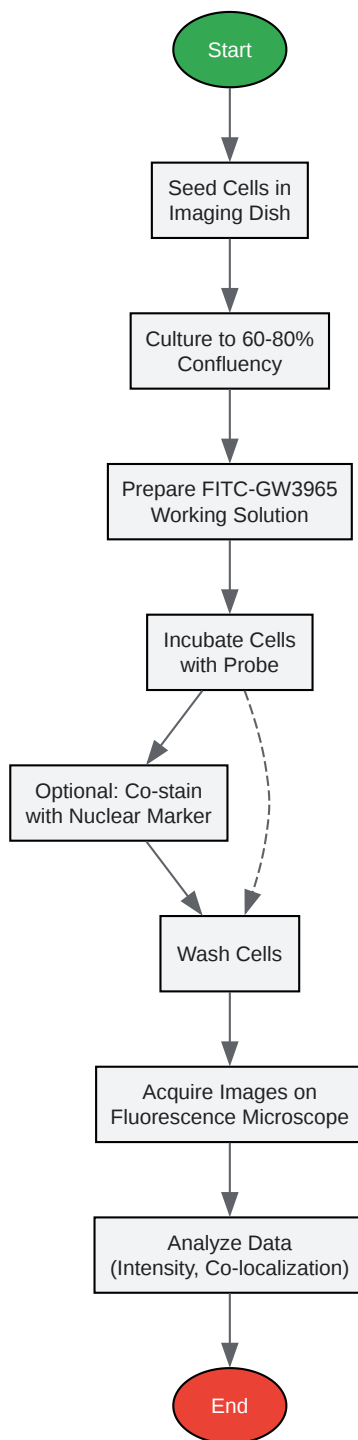 Start
Seed Cells in
Imaging Dish
Culture to 60-80%
Confluency
Prepare FITC-GW3965
Working Solution
Incubate Cells
with Probe
Optional: Co-stain
with Nuclear Marker
Wash Cells
Acquire Images on
Fluorescence Microscope
Analyze Data
(Intensity, Co-localization)
End